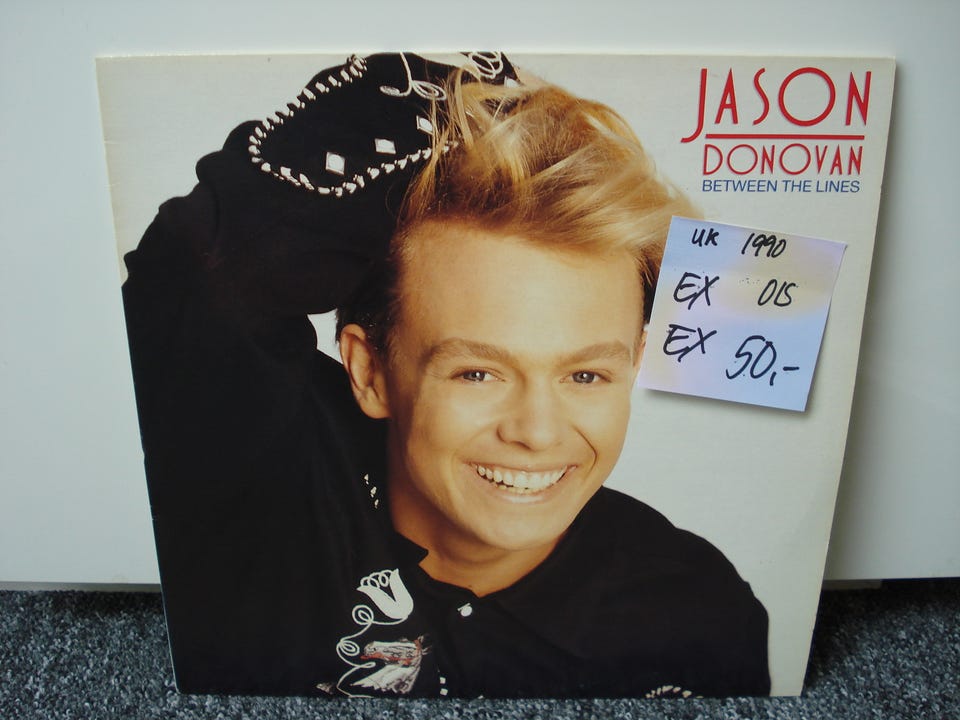 JASON
DONOVAN
BETWEEN THE LINES
UK 1990
EX OIS
EX 50,-